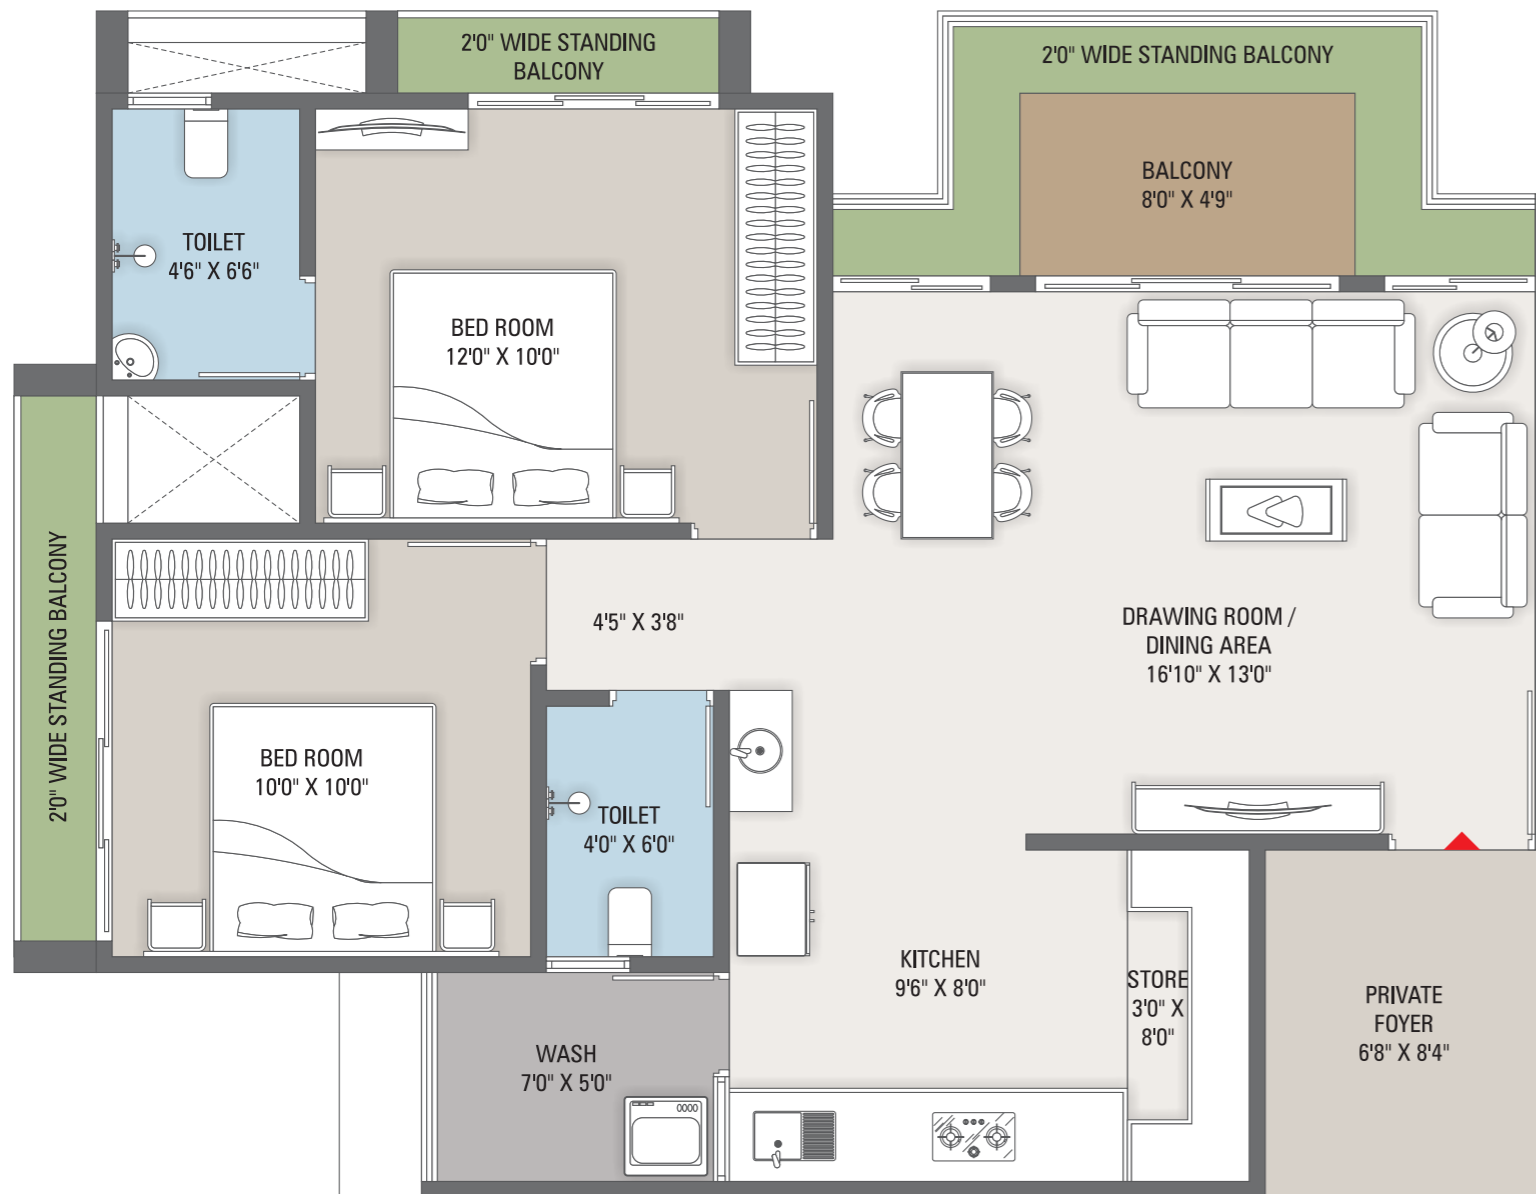 2'0" WIDE STANDING
BALCONY
2'0" WIDE STANDING BALCONY
BALCONY
8'0" X 4'9"
TOILET
4'6" X 6'6"
BED ROOM
12'0" X 10'0"
2'0" WIDE STANDING BALCONY
4'5" X 3'8"
DRAWING ROOM /
DINING AREA
16'10" X 13'0"
BED ROOM
10'0" X 10'0"
TOILET
4'0" X 6'0"
KITCHEN
9'6" X 8'0"
STORE
3'0" X
8'0"
PRIVATE
FOYER
6'8" X 8'4"
WASH
7'0" X 5'0"